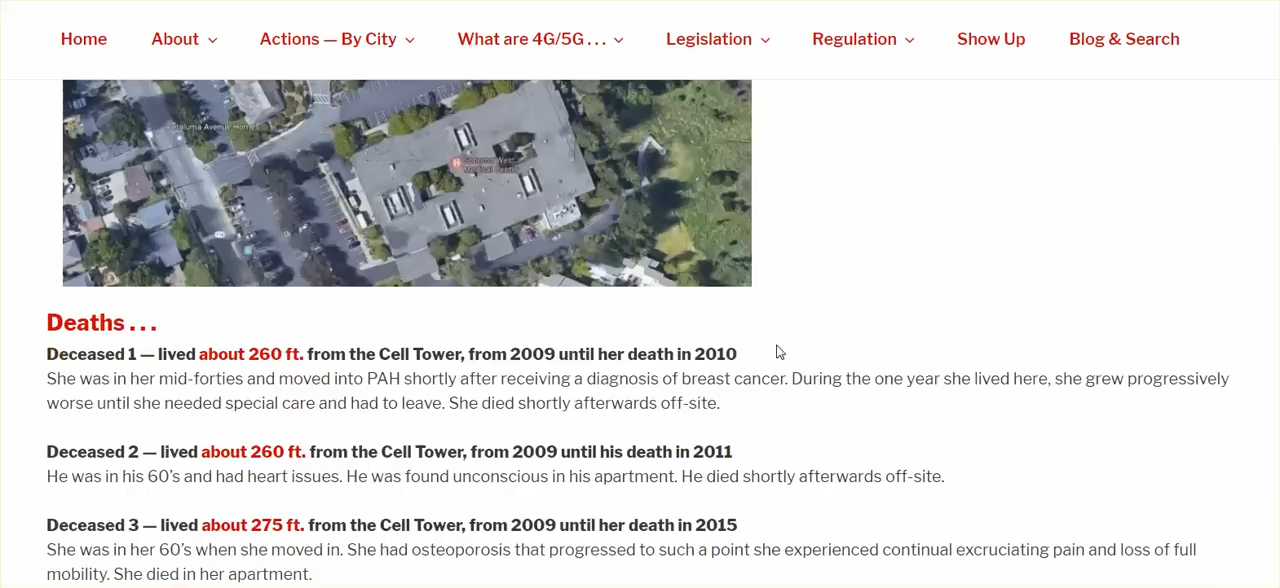 Home About Actions — By City What are 4G/5G . . . Legislation Regulation Show Up Blog & Search
Petaluma Avenue Homes
Sonoma West
Medical Center
Deaths . . .
Deceased 1 — lived about 260 ft. from the Cell Tower, from 2009 until her death in 2010
She was in her mid-forties and moved into PAH shortly after receiving a diagnosis of breast cancer. During the one year she lived here, she grew progressively
worse until she needed special care and had to leave. She died shortly afterwards off-site.
Deceased 2 — lived about 260 ft. from the Cell Tower, from 2009 until his death in 2011
He was in his 60's and had heart issues. He was found unconscious in his apartment. He died shortly afterwards off-site.
Deceased 3 — lived about 275 ft. from the Cell Tower, from 2009 until her death in 2015
She was in her 60's when she moved in. She had osteoporosis that progressed to such a point she experienced continual excruciating pain and loss of full
mobility. She died in her apartment.